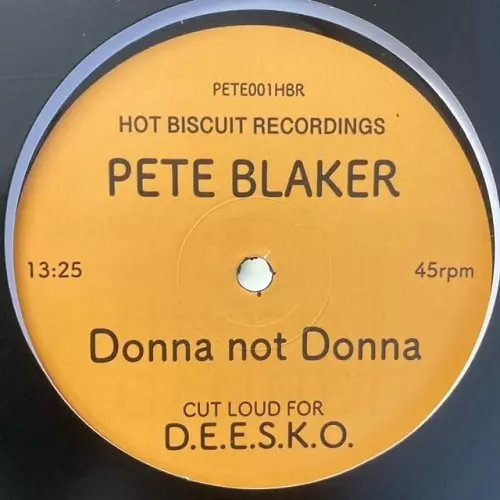 PETE001HBR
HOT BISCUIT RECORDINGS
PETE BLAKER
13:25 45rpm
Donna not Donna
CUT LOUD FOR
D.E.E.S.K.O.